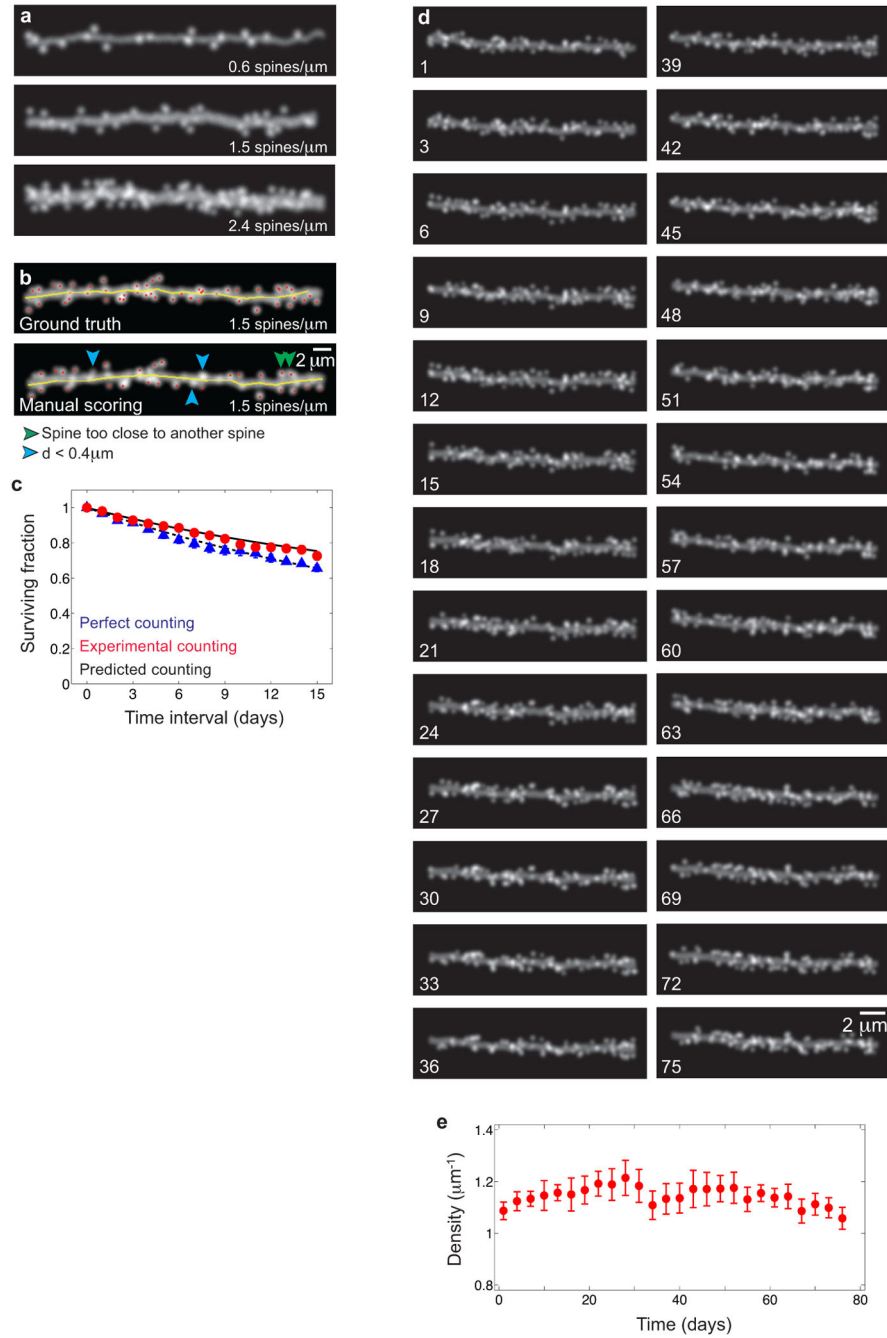 a
0.6 spines/μm
1.5 spines/μm
2.4 spines/μm
b
Ground truth
1.5 spines/μm
2 μm
Manual scoring
1.5 spines/μm
Spine too close to another spine
d < 0.4μm
c
Surviving fraction
1
0.8
0.6
0.4
0.2
0
Perfect counting
Experimental counting
Predicted counting
0 3 6 9 12 15
Time interval (days)
d
1
3
6
9
12
15
18
21
24
27
30
33
36
39
42
45
48
51
54
57
60
63
66
69
72
2 μm
75
e
Density (μm⁻¹)
1.4
1.2
1
0.8
0 20 40 60 80
Time (days)